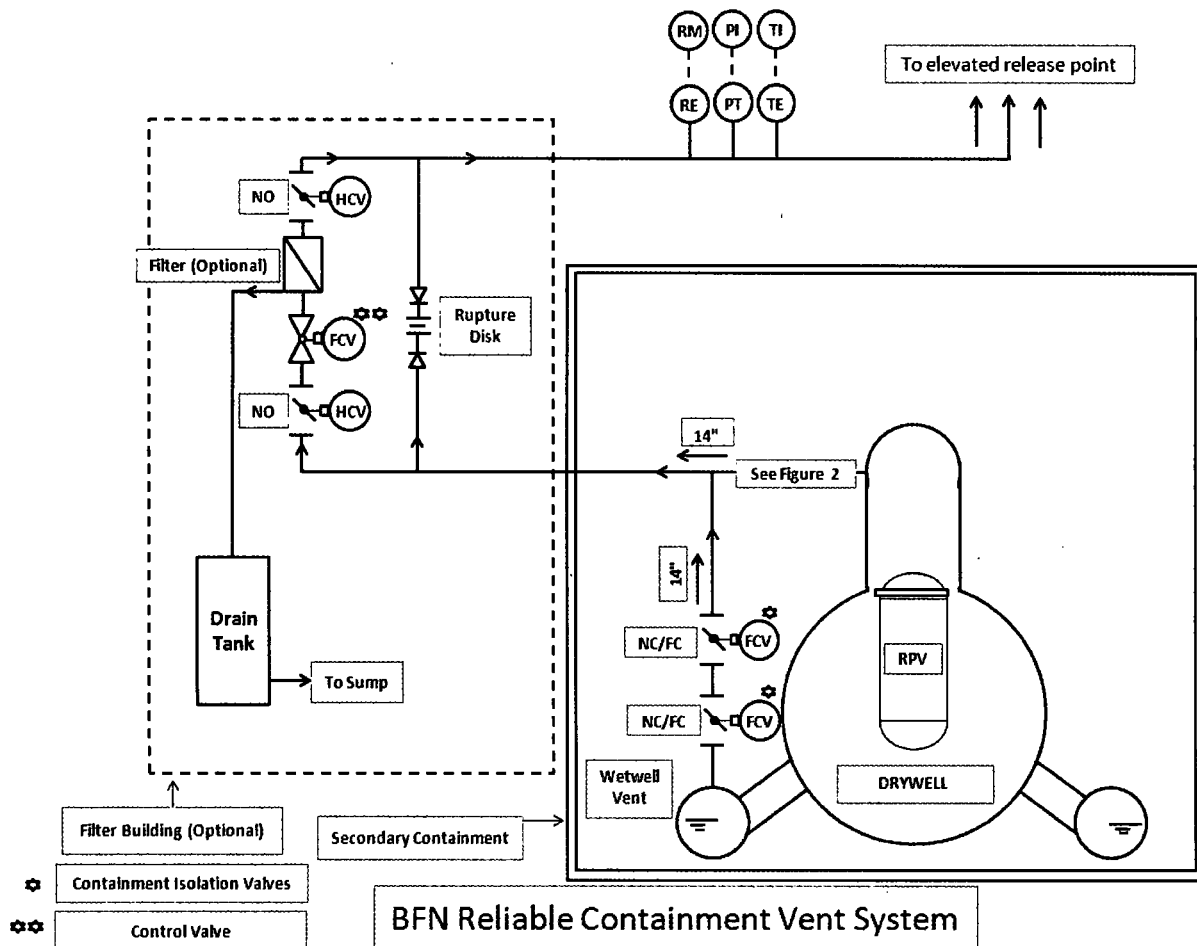 RM PI TI
To elevated release point
RE PT TE
NO
HCV
Filter (Optional)
FCV
Rupture
Disk
NO
HCV
14"
See Figure 2
14"
Drain
Tank
To Sump
NC/FC
FCV
RPV
NC/FC
FCV
Wetwell
Vent
DRYWELL
Filter Building (Optional)
Secondary Containment
Containment Isolation Valves
Control Valve
BFN Reliable Containment Vent System